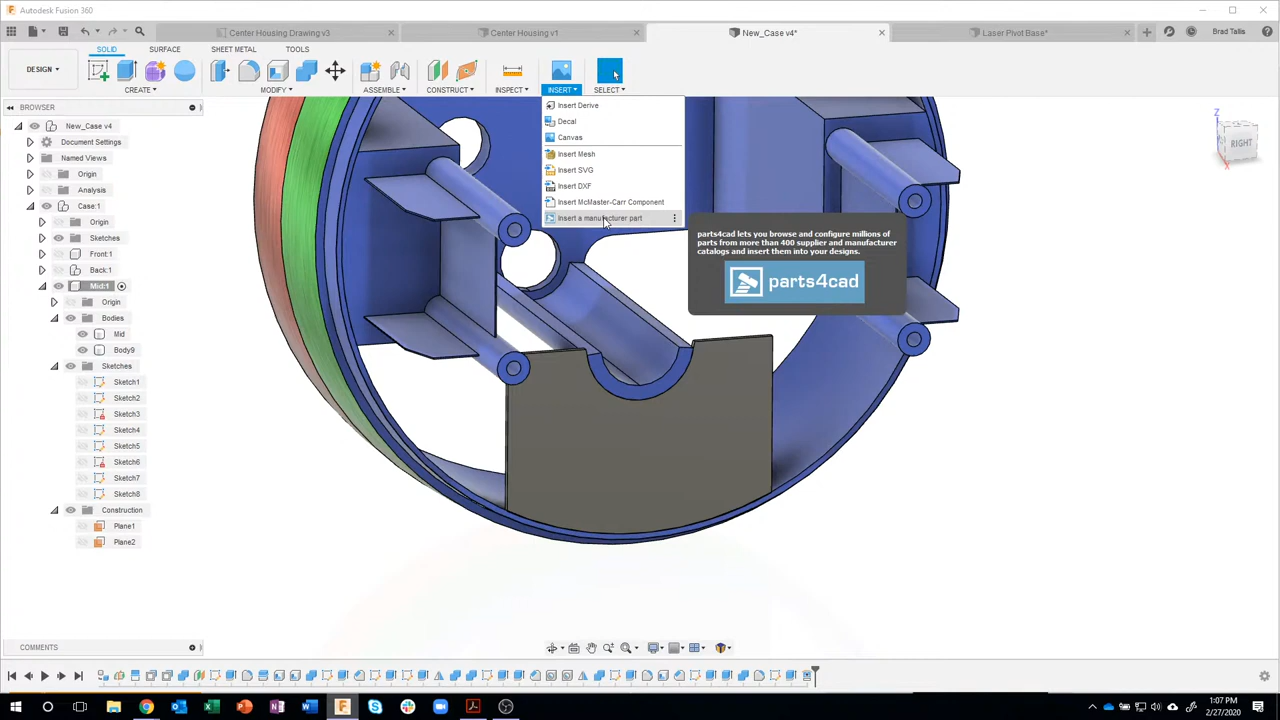 Autodesk Fusion 360
Center Housing Drawing v3
Center Housing v1
New_Case v4*
Laser Pivot Base*
Brad Tallis
SOLID
SURFACE
SHEET METAL
TOOLS
DESIGN
CREATE
MODIFY
ASSEMBLE
CONSTRUCT
INSPECT
INSERT
SELECT
BROWSER
New_Case v4
Document Settings
Named Views
Origin
Analysis
Case:1
Origin
Sketches
Front:1
Back:1
Mid:1
Origin
Bodies
Mid
Body9
Sketches
Sketch1
Sketch2
Sketch3
Sketch4
Sketch5
Sketch6
Sketch7
Sketch8
Construction
Plane1
Plane2
Insert Derive
Decal
Canvas
Insert Mesh
Insert SVG
Insert DXF
Insert McMaster-Carr Component
Insert a manufacturer part
parts4cad lets you browse and configure millions of
parts from more than 400 supplier and manufacturer
catalogs and insert them into your designs.
parts4cad
Z
RIGHT
X
COMMENTS
1:07 PM
2/27/2020